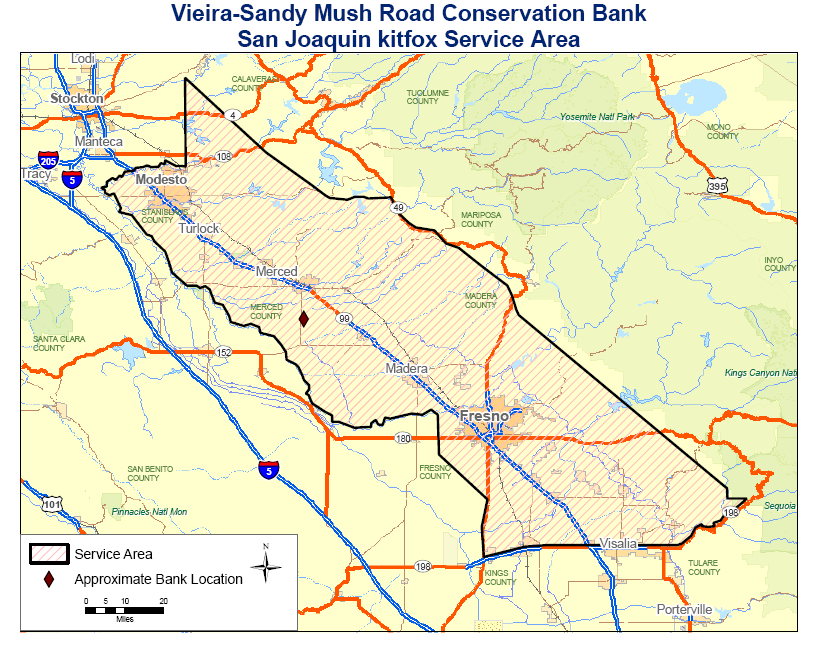 Vieira-Sandy Mush Road Conservation Bank
San Joaquin kitfox Service Area
Lodi
CALAVERAS
COUNTY
Stockton
TUOLUMNE
COUNTY
4
Yosemite Natl Park
MONO
COUNTY
Manteca
108
205
Tracy
5
Modesto
395
STANISLAUS
COUNTY
49
MARIPOSA
COUNTY
Turlock
INYO
COUNTY
Merced
MADERA
COUNTY
MERCED
COUNTY
99
SANTA CLARA
COUNTY
152
Madera
Kings Canyon Nati
Fresno
180
SAN BENITO
COUNTY
5
FRESNO
COUNTY
101
Pinnacles Natl Mon
Sequoia
198
Visalia
198
KINGS
COUNTY
TULARE
COUNTY
Porterville
Service Area
N
Approximate Bank Location
0 5 10 20
Miles